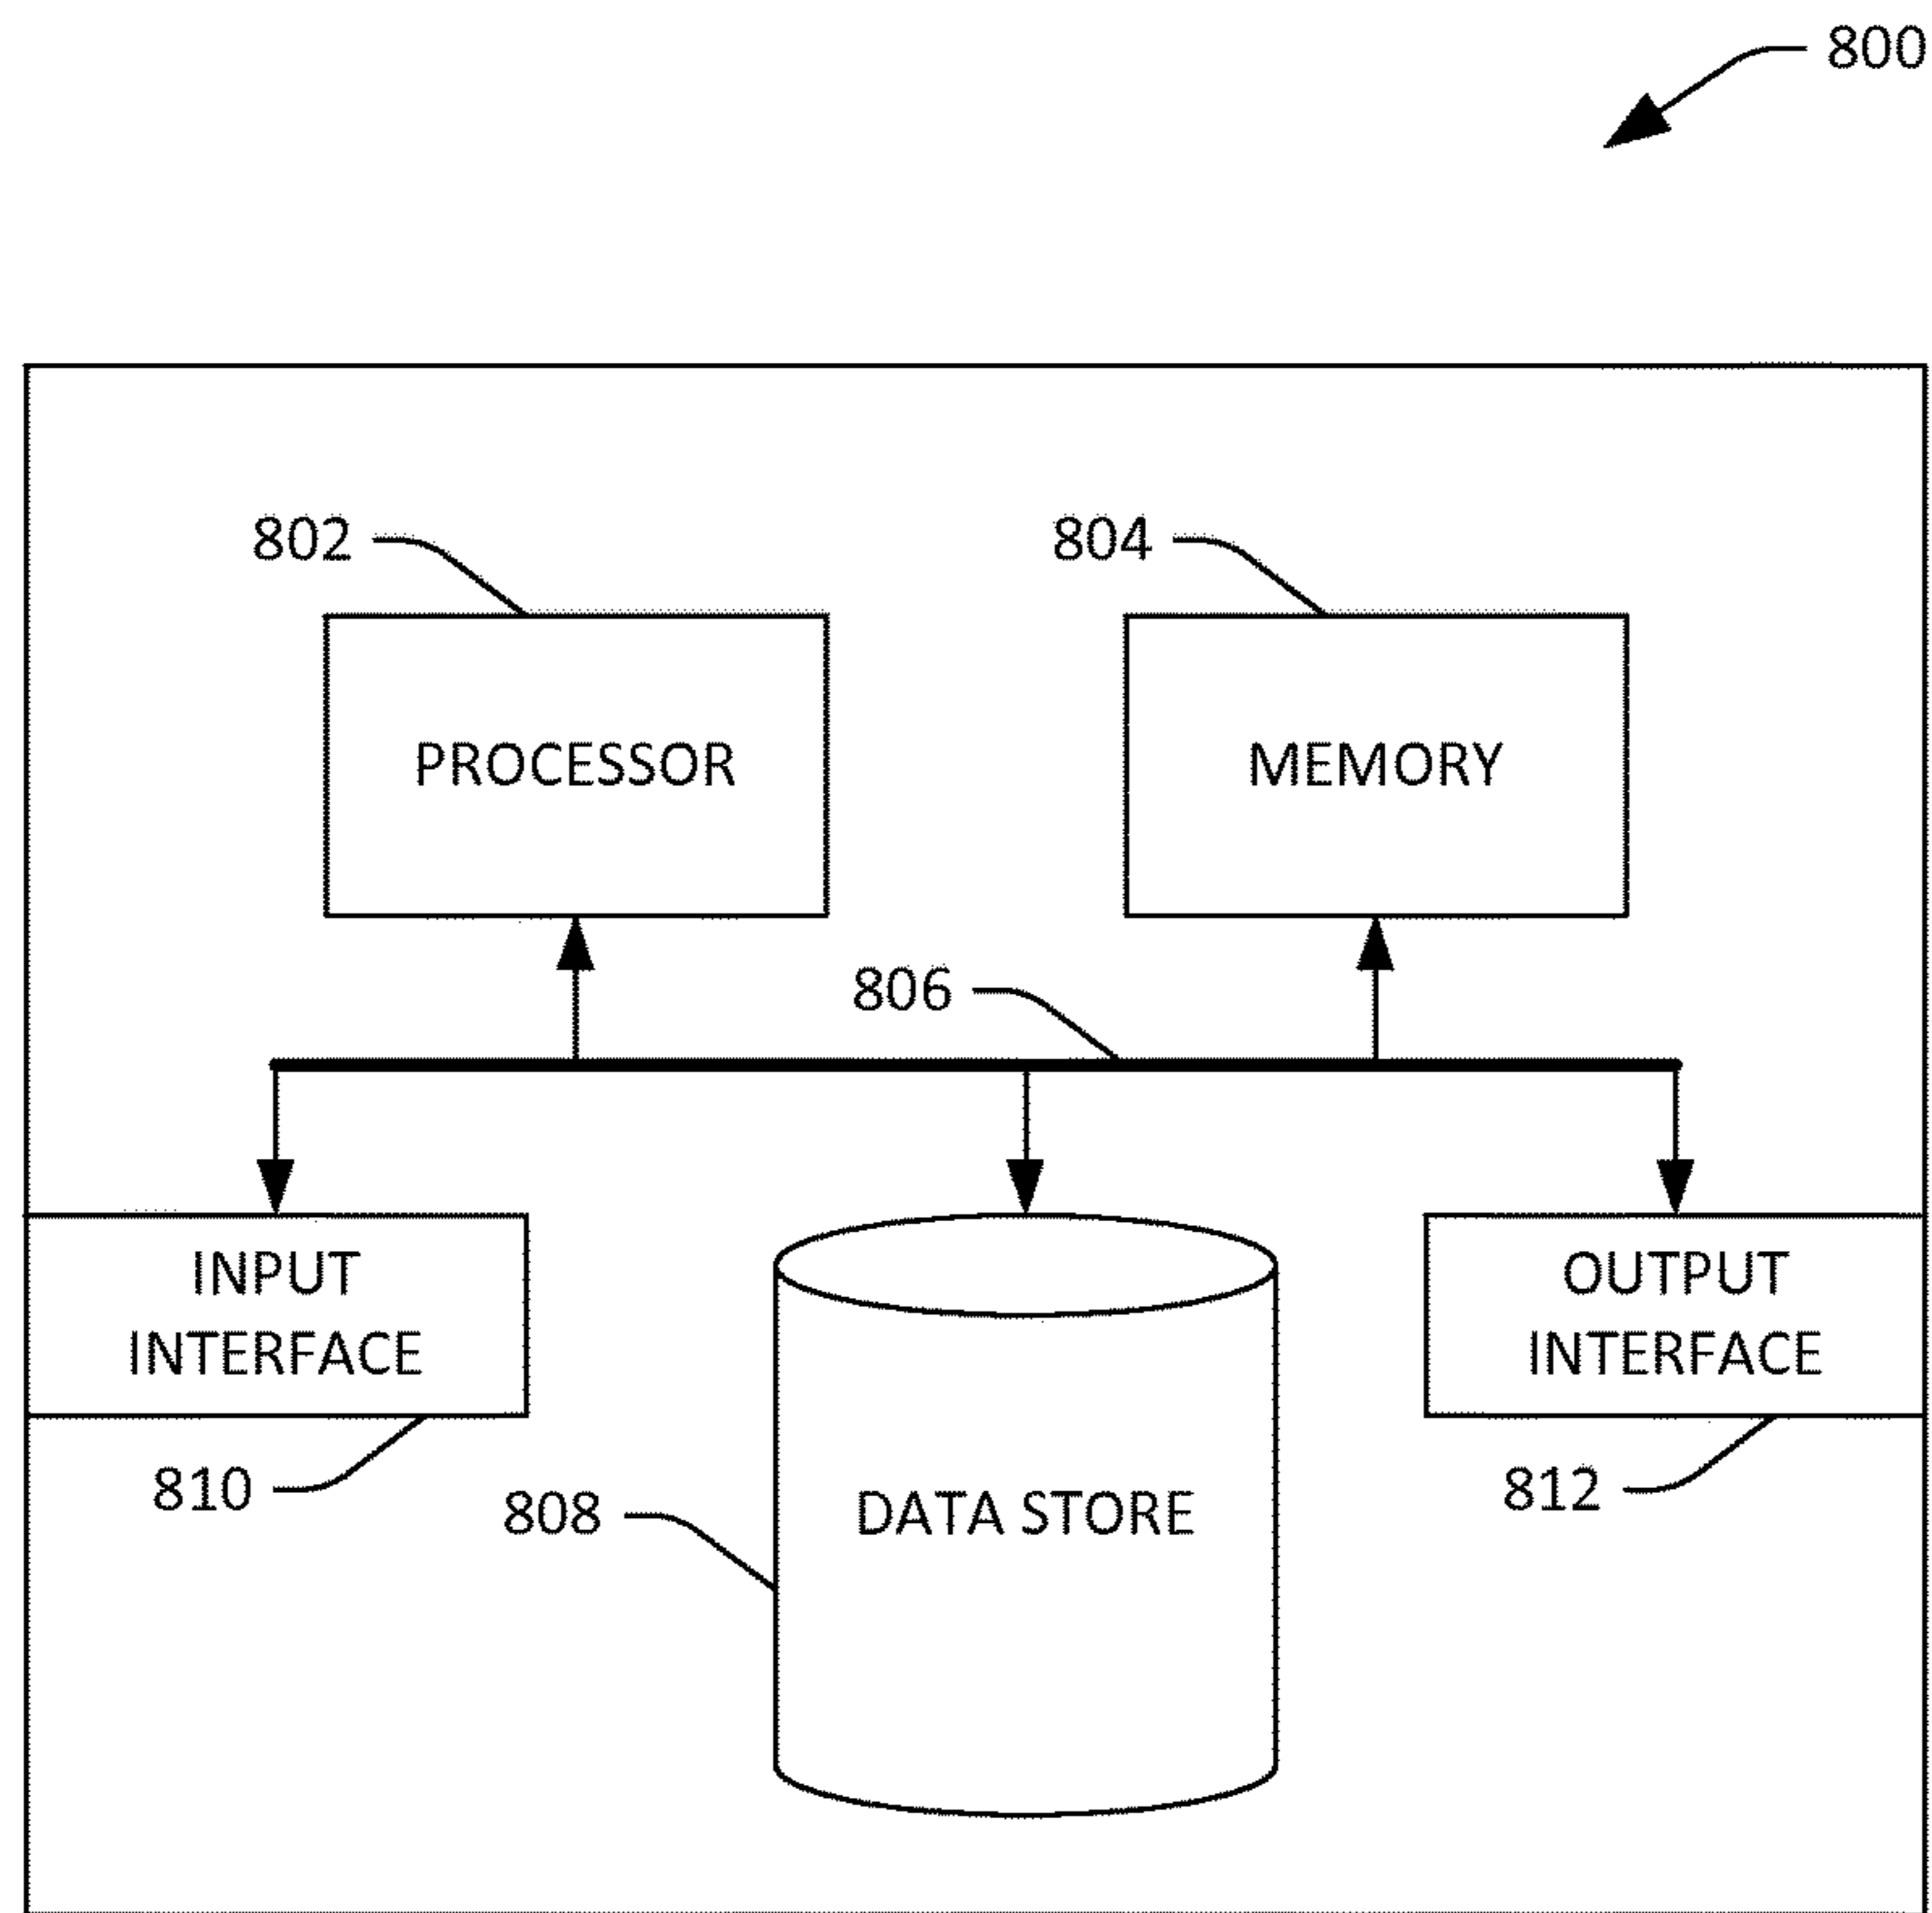 800
802
804
PROCESSOR
MEMORY
806
INPUT
INTERFACE
OUTPUT
INTERFACE
810
808
DATA STORE
812